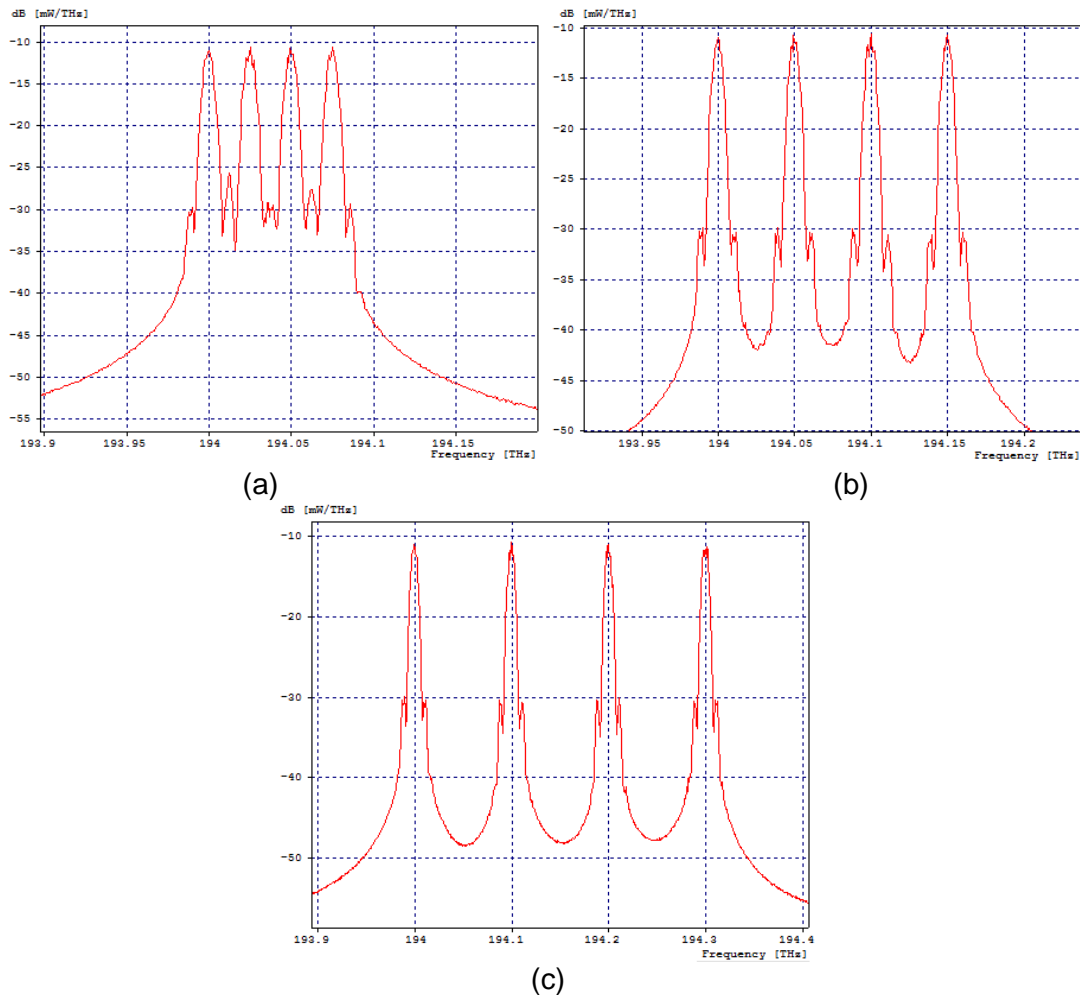 dB [mW/THz]
-10
-15
-20
-25
-30
-35
-40
-45
-50
-55
193.9 193.95 194 194.05 194.1 194.15
Frequency [THz]
(a)
dB [mW/THz]
-10
-15
-20
-25
-30
-35
-40
-45
-50
193.95 194 194.05 194.1 194.15 194.2
Frequency [THz]
(b)
dB [mW/THz]
-10
-20
-30
-40
-50
193.9 194 194.1 194.2 194.3 194.4
Frequency [THz]
(c)